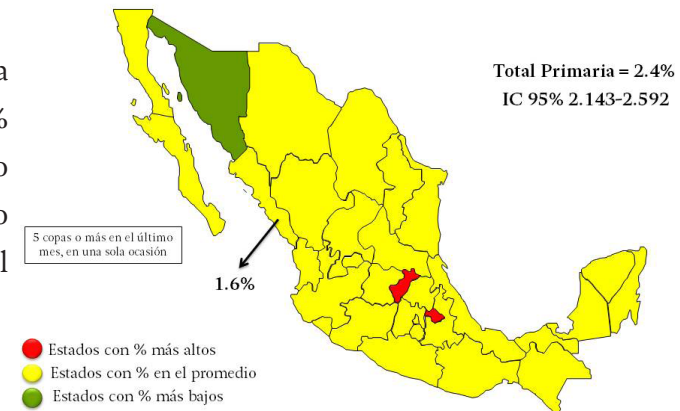 a
%
o
o
l
Total Primaria = 2.4%
IC 95% 2.143-2.592
5 copas o más en el último
mes, en una sola ocasión
1.6%
Estados con % más altos
Estados con % en el promedio
Estados con % más bajos